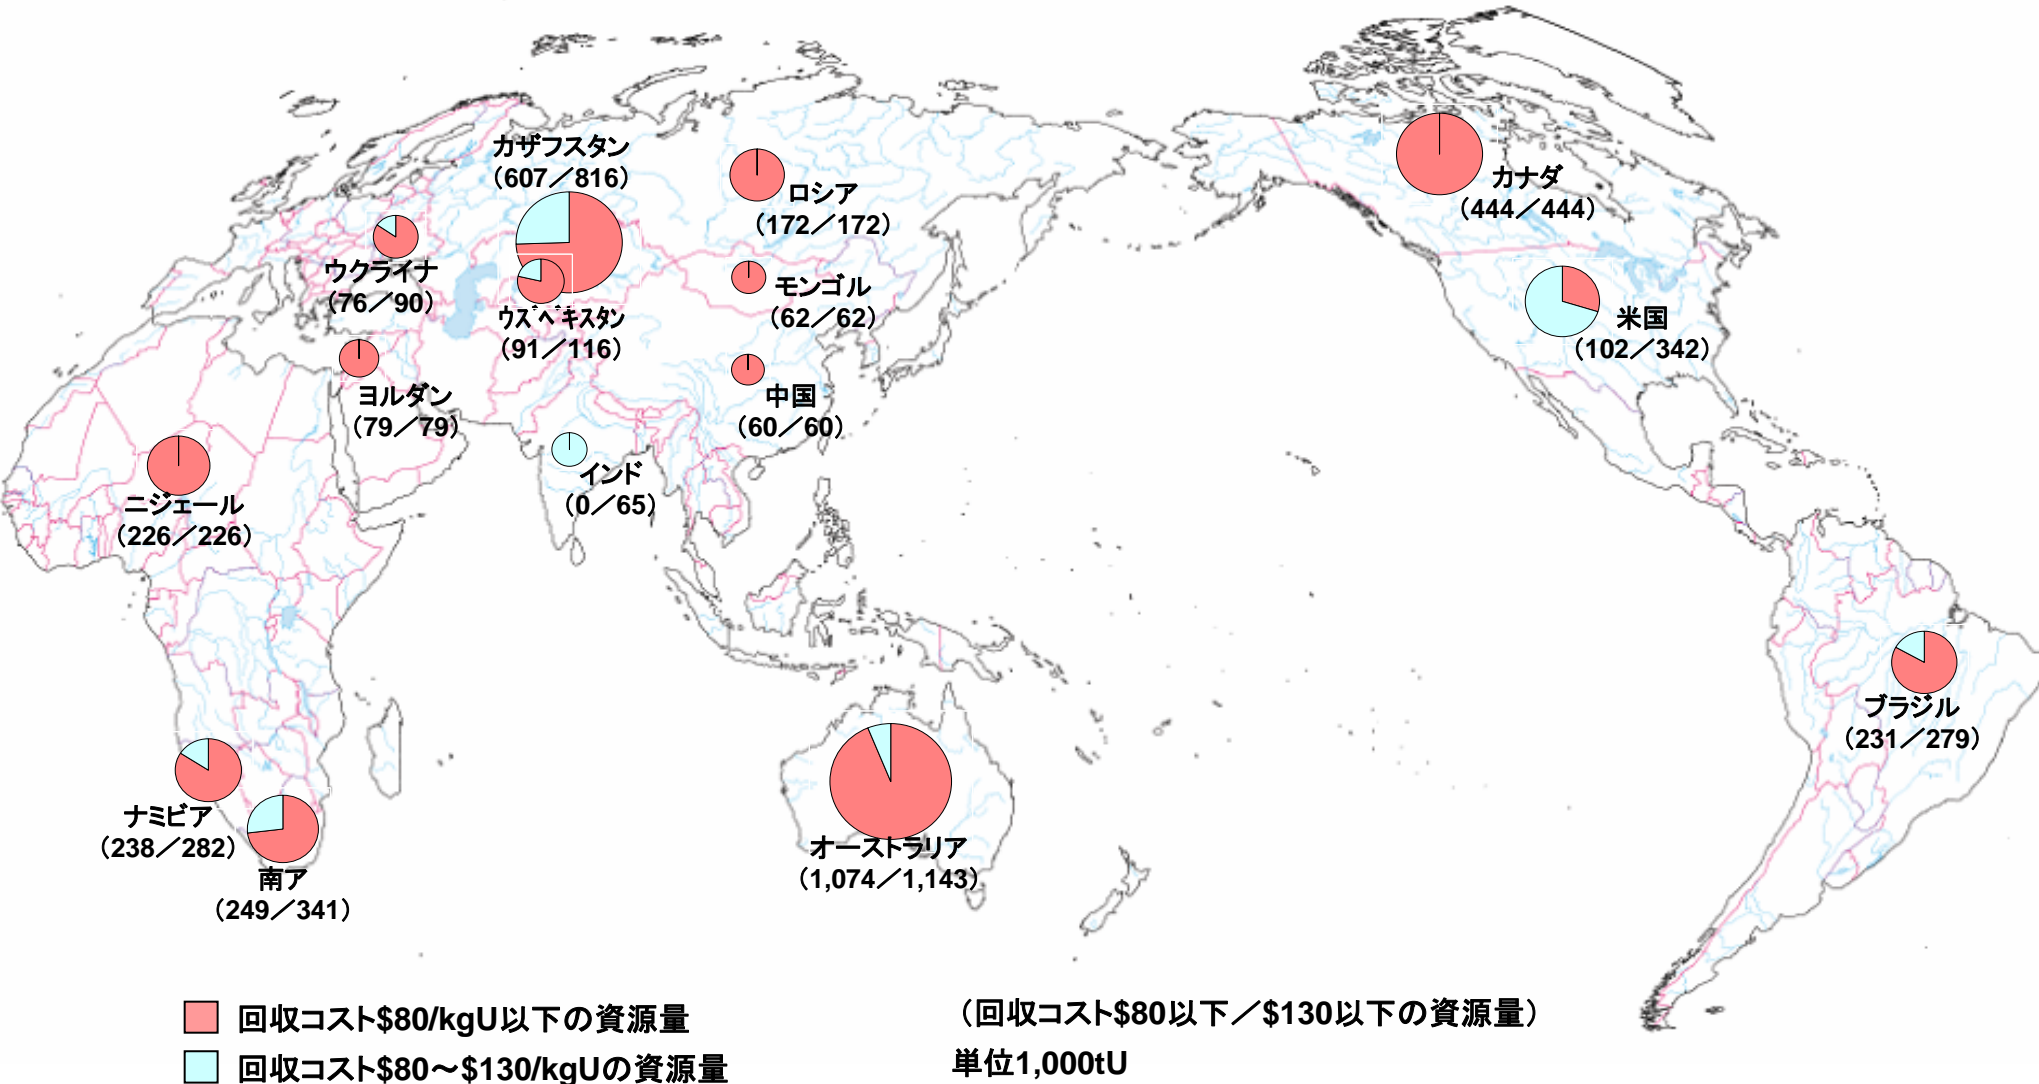 カザフスタン
（607／816）
ロシア
（172／172）
カナダ
（444／444）
ウクライナ
（76／90）
モンゴル
（62／62）
ウズベキスタン
（91／116）
米国
（102／342）
ヨルダン
（79／79）
中国
（60／60）
インド
（0／65）
ニジェール
（226／226）
ブラジル
（231／279）
ナミビア
（238／282）
オーストラリア
（1,074／1,143）
南ア
（249／341）
回収コスト$80/kgU以下の資源量
回収コスト$80～$130/kgUの資源量
（回収コスト$80以下／$130以下の資源量）
単位1,000tU